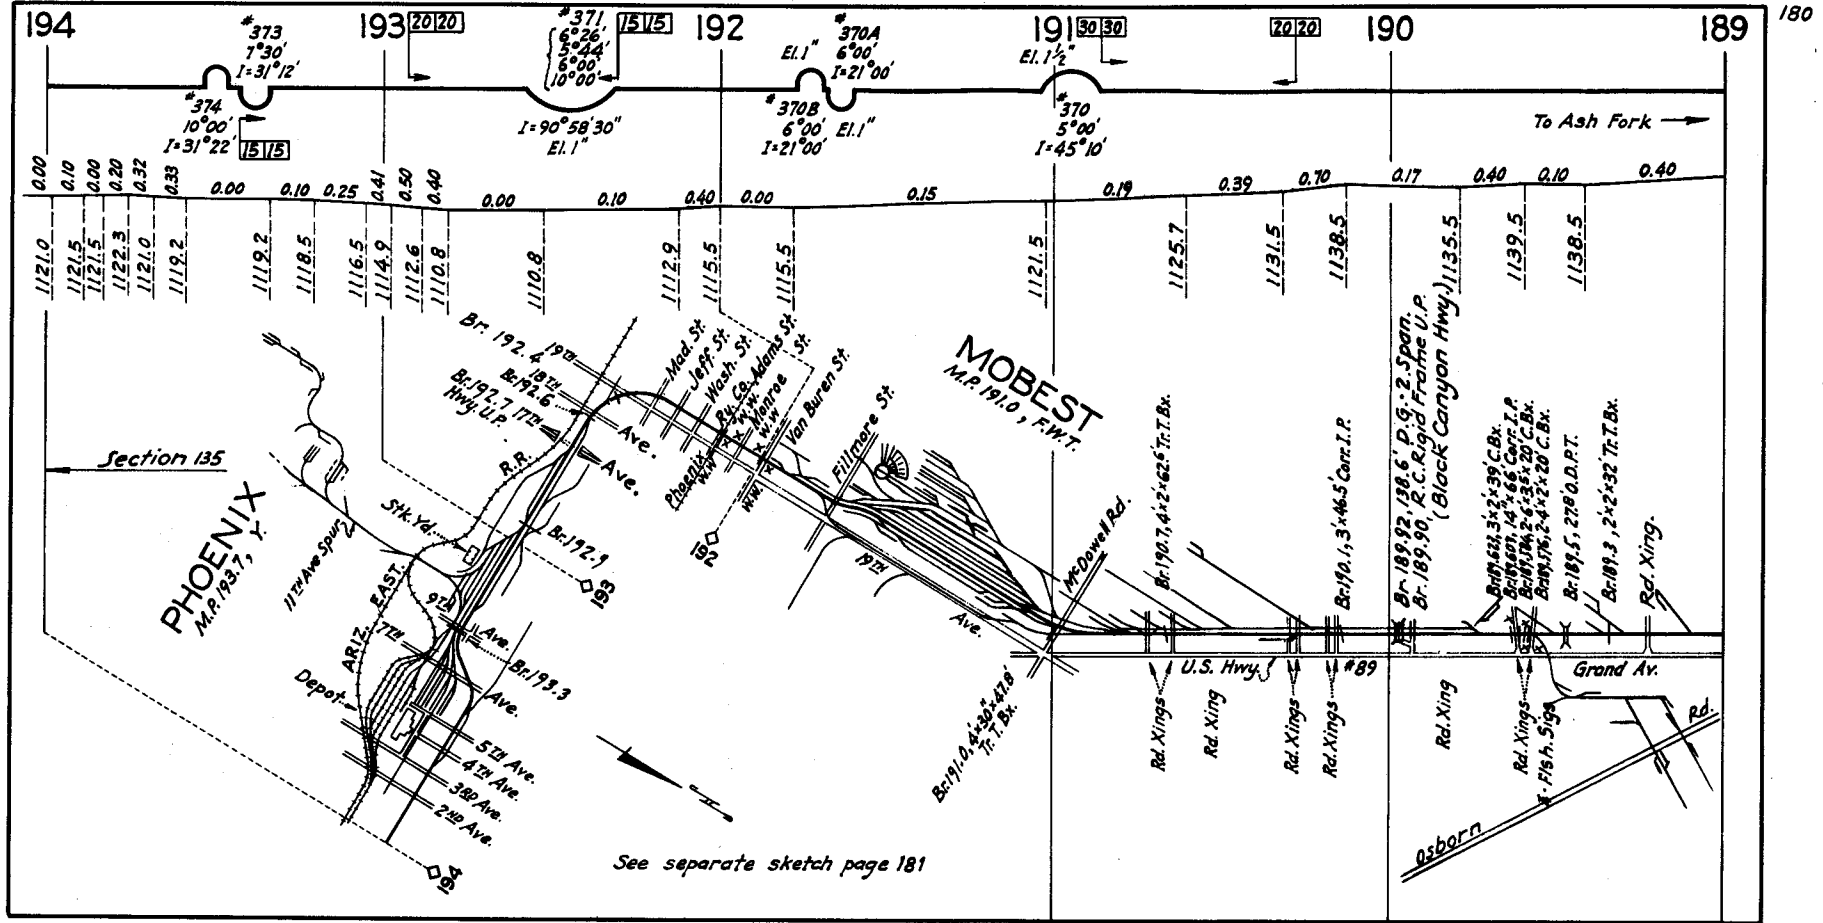 180
194
193
20 20
15 15
192
191
30 30
20 20
190
189
#373
7°30'
I=31°12'
#371
6°26'
5°44'
6°00'
10°00'
El. 1"
#370A
6°00'
I=21°00'
El. 1½"
#374
10°00'
I=31°22'
15 15
I=90°58'30"
El. 1"
#370B
6°00'
I=21°00'
El. 1"
#370
5°00'
I=45°10'
To Ash Fork
0.00 0.10 0.00 0.20 0.32 0.33 0.00 0.10 0.25 0.41 0.50 0.40 0.00 0.10 0.40 0.00 0.15 0.19 0.39 0.70 0.17 0.40 0.10 0.40
1121.0 1121.5 1121.5 1122.3 1121.0 1119.2 1119.2 1118.5 1116.5 1114.9 1112.6 1110.8 1110.8 1112.9 1115.5 1115.5 1121.5 1125.7 1131.5 1138.5 1135.5 1139.5 1138.5
Section 135
PHOENIX
M.P. 193.7, Y.
11TH Ave Spur
Stk. Yd.
ARIZ. EAST. R.R.
Depot
Br. 192.4
19TH Ave.
18TH
Br. 192.6
Br. 192.7 17TH Ave.
Hwy. U.P.
Br. 192.9
193
9TH Ave.
7TH Ave.
Br. 193.3
5TH Ave.
4TH Ave.
3RD Ave.
2ND Ave.
194
Mad. St.
Jeff. St.
Wash. St.
Phoenix Ry. Co. Adams St.
W.W.
X W.W.
Monroe St.
X W.W.
Van Buren St.
W.W.
192
Fillmore St.
19TH Ave.
MOBEST
M.P. 191.0, F.W.T.
McDowell Rd.
Br. 191.0, 4'x30"x47.8'
Tr. T. Bx.
Br. 190.7, 4'x2'x62.6' Tr. T. Bx.
Br. 190.1, 3'x46.5' Corr. I.P.
Br. 189.92, 138.6' D.G.-2 Span.
Br. 189.90, R.C. Rigid Frame U.P.
(Black Canyon Hwy.)
Br. 189.623, 3'x2'x39' C. Bx.
Br. 189.5, 27.8' O.D.P.T.
Br. 189.3, 2'x2'x32' Tr. T. Bx.
Rd. Xing.
U.S. Hwy. #89
Grand Av.
Rd. Xings
Rd. Xing
Rd. Xings
Rd. Xings
Rd. Xing
Rd. Xings
Flsh. Sigs.
Osborn Rd.
See separate sketch page 181